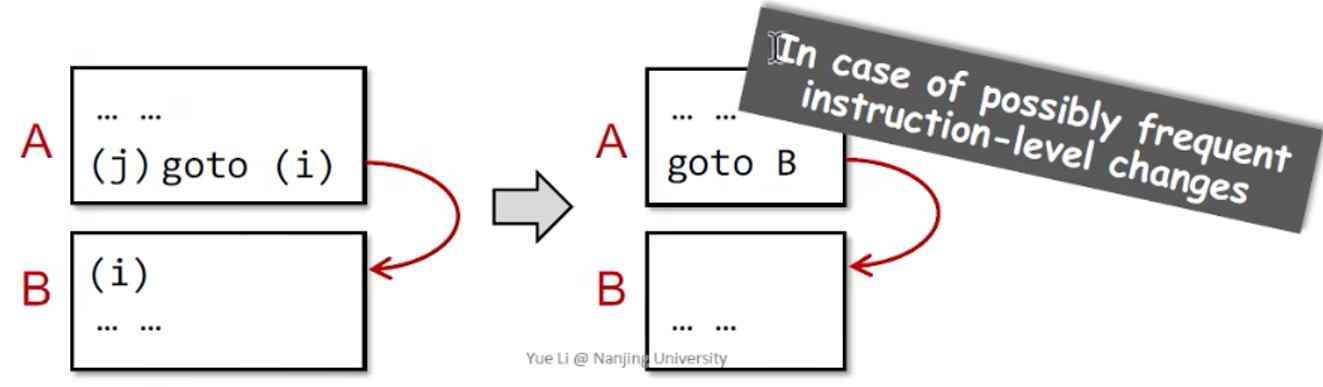 In case of possibly frequent
instruction-level changes
A
… …
(j) goto (i)
B
(i)
… …
A
… …
goto B
B
… …
Yue Li @ Nanjing University